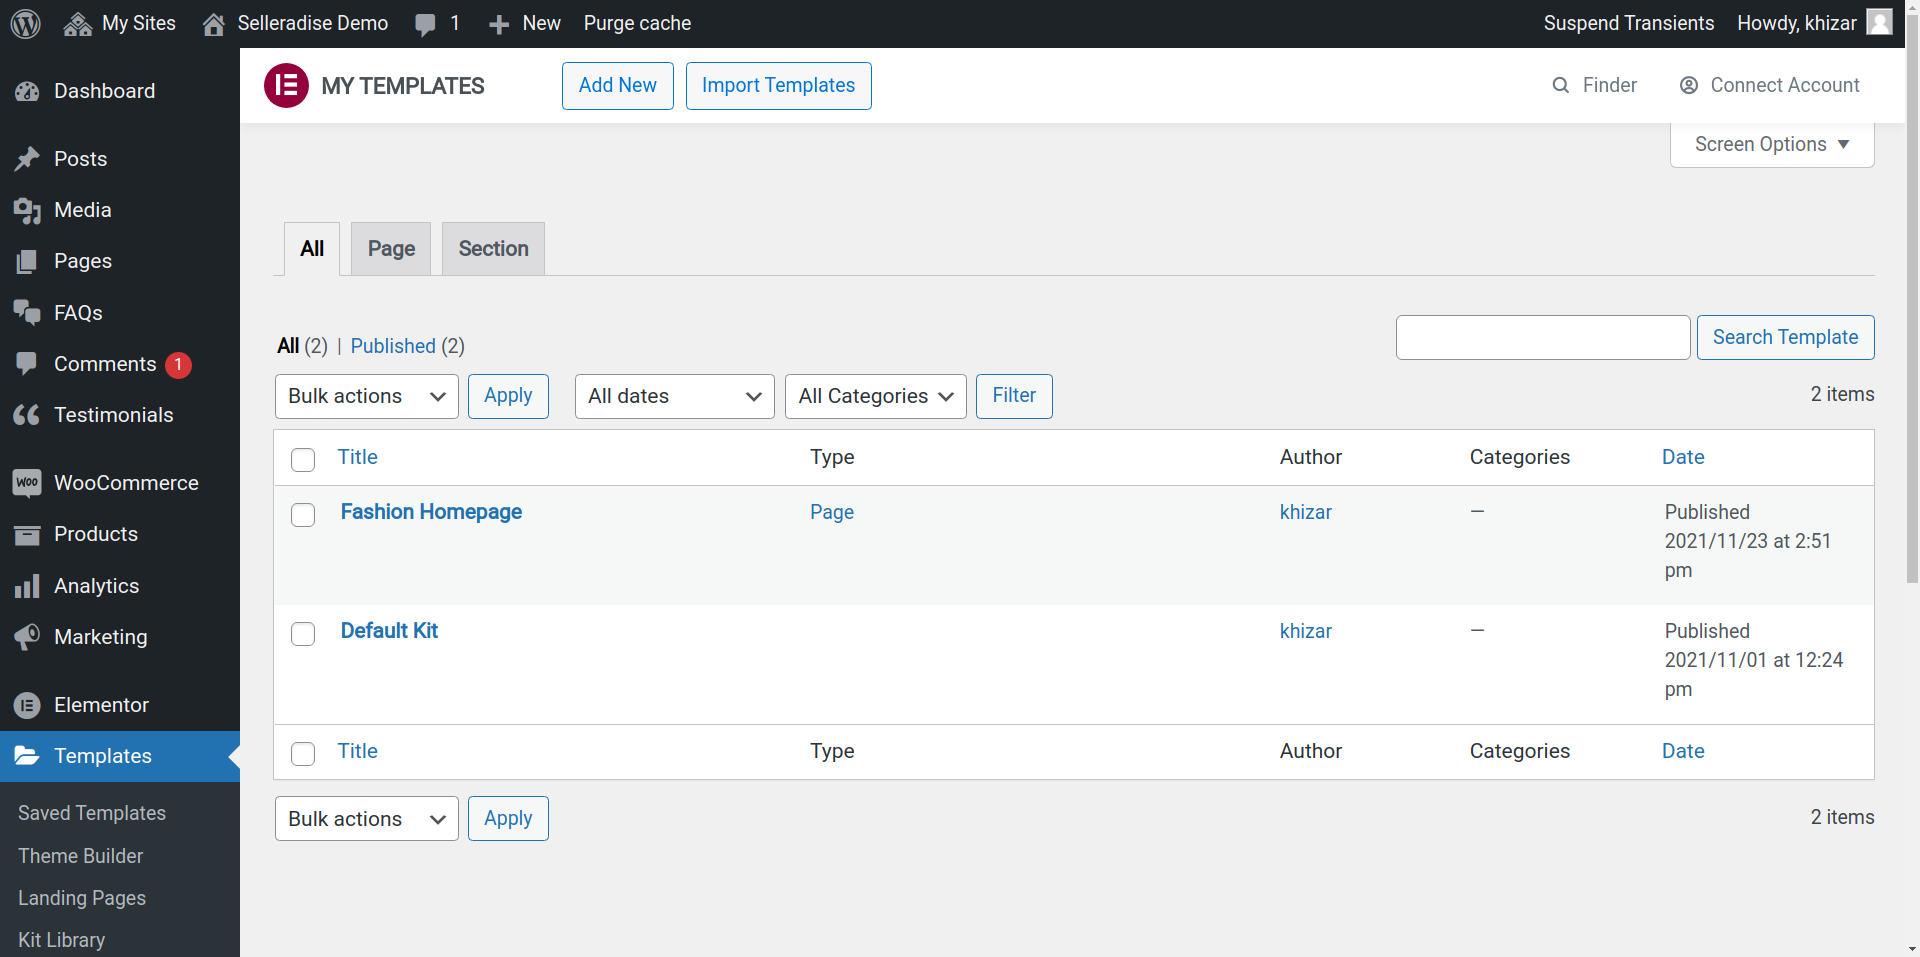 My Sites Selleradise Demo 1 New Purge cache Suspend Transients Howdy, khizar
MY TEMPLATES Add New Import Templates Finder Connect Account
Screen Options
Dashboard
Posts
Media
Pages
FAQs
Comments 1
Testimonials
WOO WooCommerce
Products
Analytics
Marketing
Elementor
Templates
Saved Templates
Theme Builder
Landing Pages
Kit Library
All Page Section
All (2) | Published (2)
Search Template
Bulk actions Apply All dates All Categories Filter 2 items
Title Type Author Categories Date
Fashion Homepage Page khizar — Published
2021/11/23 at 2:51
pm
Default Kit khizar — Published
2021/11/01 at 12:24
pm
Title Type Author Categories Date
Bulk actions Apply 2 items